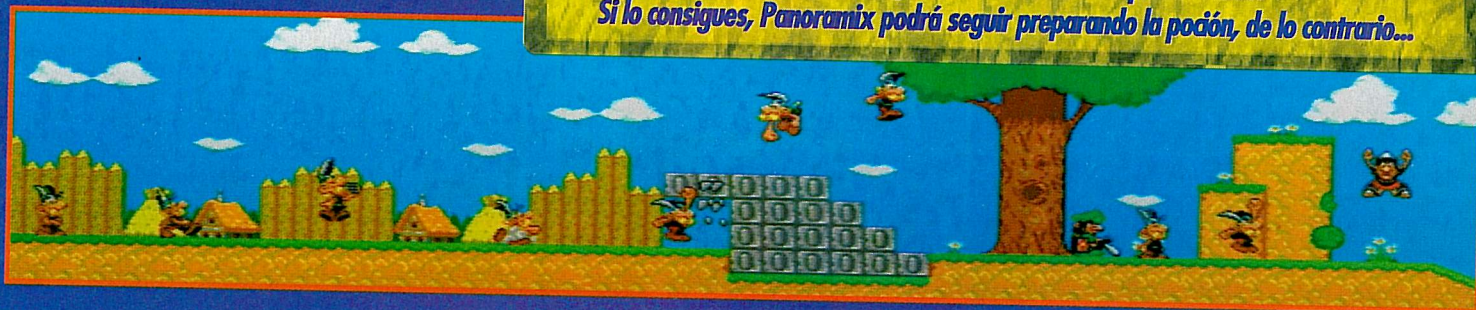 Si lo consigues, Panoramix podrá seguir preparando la poción, de lo contrario...